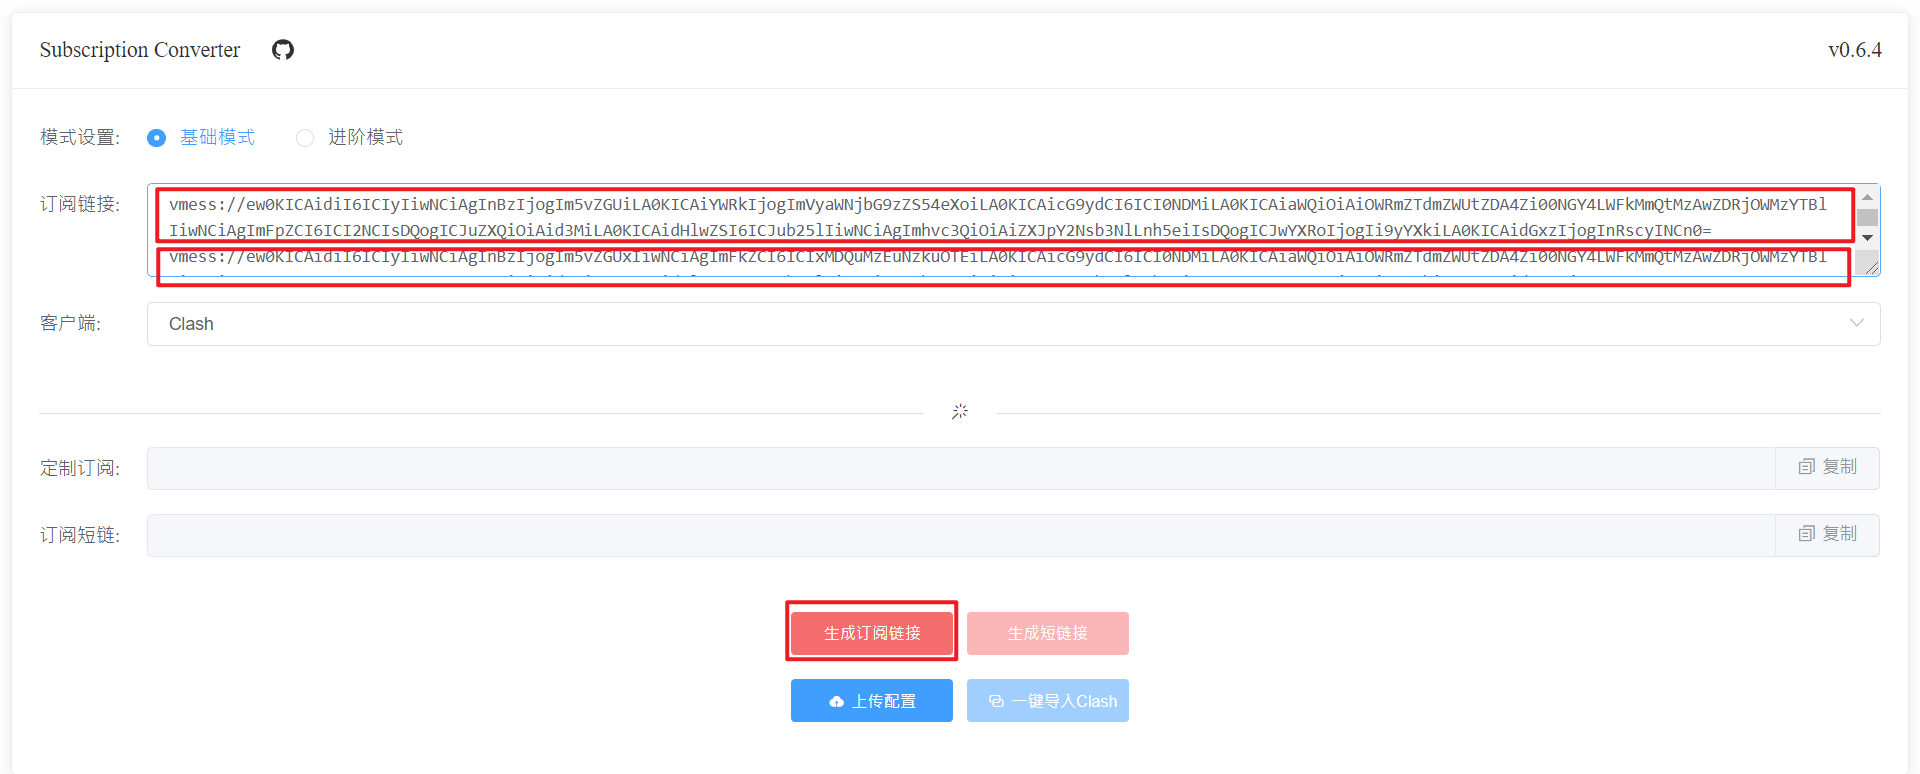 Subscription Converter
v0.6.4
模式设置:
基础模式
进阶模式
订阅链接:
vmess://ew0KICAidiI6ICIyIiwNCiAgInBzIjogIm5vZGUiLA0KICAiYWRkIjogImVyaWNjbG9zZS54eXoiLA0KICAicG9ydCI6ICI0NDMiLA0KICAiaWQiOiAiOWRmZTdmZWUtZDA4Zi00NGY4LWFkMmQtMzAwZDRjOWMzYTBl
IiwNCiAgImFpZCI6ICI2NCIsDQogICJuZXQiOiAid3MiLA0KICAidHlwZSI6ICJub25lIiwNCiAgImhvc3QiOiAiZXJpY2Nsb3NlLnh5eiIsDQogICJwYXRoIjogIi9yYXkiLA0KICAidGxzIjogInRscyINCn0=
vmess://ew0KICAidiI6ICIyIiwNCiAgInBzIjogIm5vZGUxIiwNCiAgImFkZCI6ICIxMDQuMzEuNzkuOTEiLA0KICAicG9ydCI6ICI0NDMiLA0KICAiaWQiOiAiOWRmZTdmZWUtZDA4Zi00NGY4LWFkMmQtMzAwZDRjOWMzYTBl
客户端:
Clash
定制订阅:
复制
订阅短链:
复制
生成订阅链接
生成短链接
上传配置
一键导入Clash